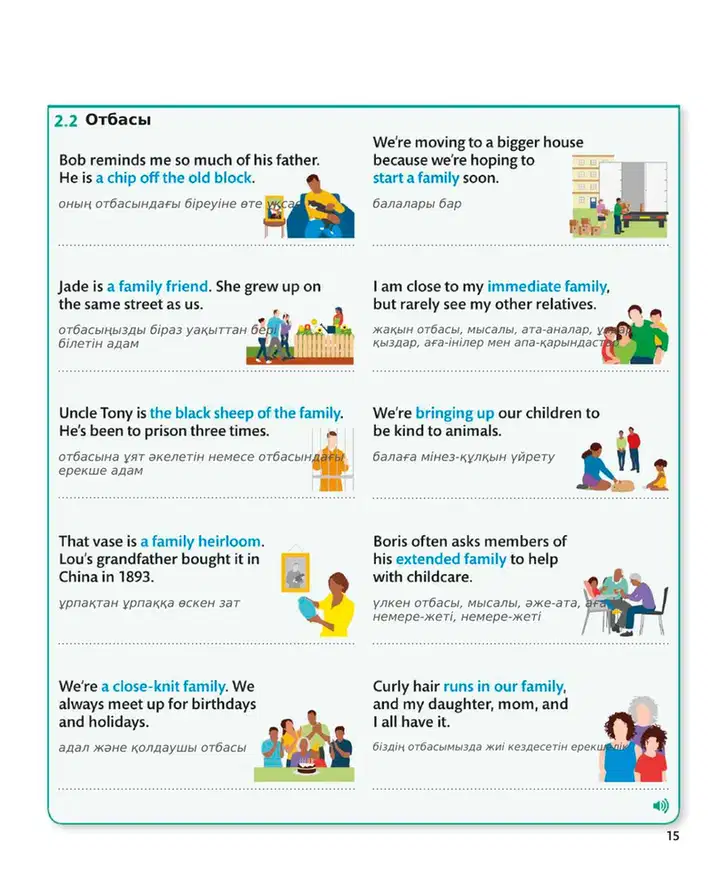 2.2 Отбасы
Bob reminds me so much of his father.
He is a chip off the old block.
оның отбасындағы біреуіне өте ұқсас
We're moving to a bigger house
because we're hoping to
start a family soon.
балалары бар
Jade is a family friend. She grew up on
the same street as us.
отбасыңызды біраз уақыттан бері
білетін адам
I am close to my immediate family,
but rarely see my other relatives.
жақын отбасы, мысалы, ата-аналар, ұлдар,
қыздар, аға-інілер мен апа-қарындастар
Uncle Tony is the black sheep of the family.
He's been to prison three times.
отбасына ұят әкелетін немесе отбасындағы
ерекше адам
We're bringing up our children to
be kind to animals.
балаға мінез-құлқын үйрету
That vase is a family heirloom.
Lou's grandfather bought it in
China in 1893.
ұрпақтан ұрпаққа өскен зат
Boris often asks members of
his extended family to help
with childcare.
үлкен отбасы, мысалы, әже-ата, аға
немере-жеті, немере-жеті
We're a close-knit family. We
always meet up for birthdays
and holidays.
адал және қолдаушы отбасы
Curly hair runs in our family,
and my daughter, mom, and
I all have it.
біздің отбасымызда жиі кездесетін ерекшелік
15